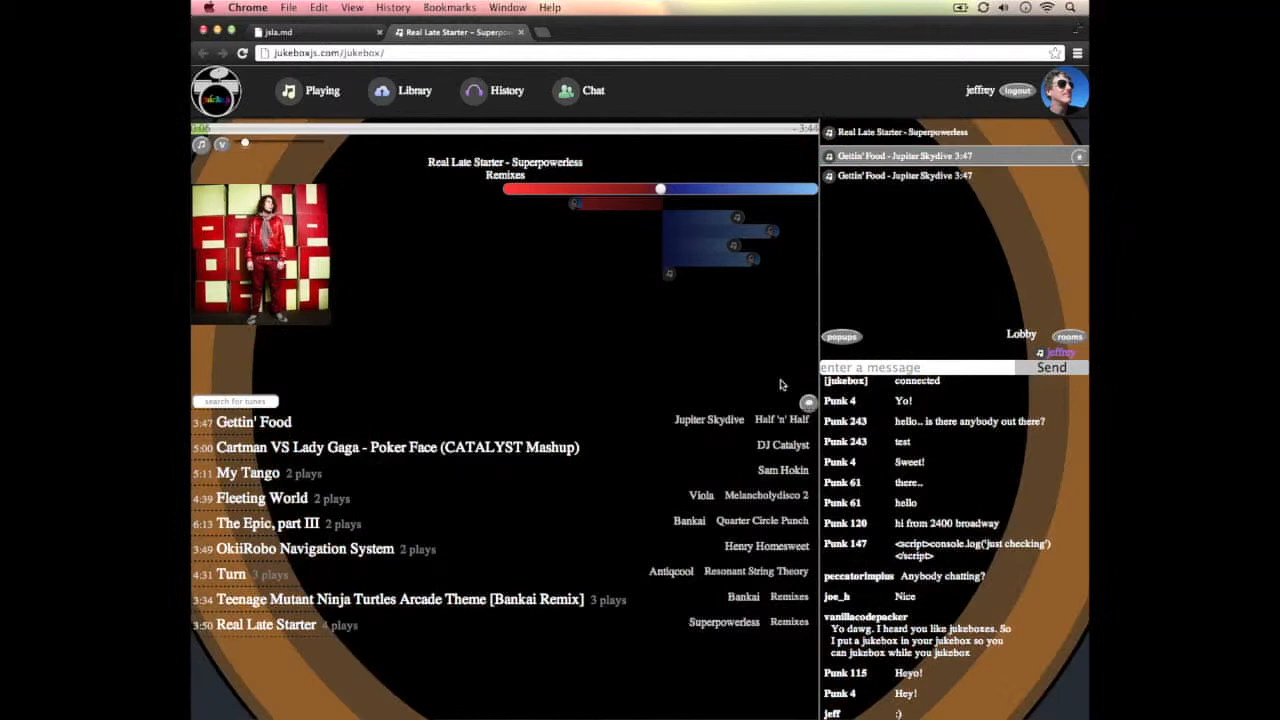 Chrome File Edit View History Bookmarks Window Help
jsla.md
Real Late Starter – Superpo
jukeboxjs.com/jukebox/
Playing Library History Chat
jeffrey logout
0:06 - 3:44
V
Real Late Starter - Superpowerless
Remixes
Real Late Starter - Superpowerless
Gettin' Food - Jupiter Skydive 3:47
Gettin' Food - Jupiter Skydive 3:47
popups Lobby rooms
jeffrey
enter a message Send
search for tunes
3:47 Gettin' Food Jupiter Skydive Half 'n' Half
5:00 Cartman VS Lady Gaga - Poker Face (CATALYST Mashup) DJ Catalyst
5:11 My Tango 2 plays Sam Hokin
4:39 Fleeting World 2 plays Viola Melancholydisco 2
6:13 The Epic, part III 2 plays Bankai Quarter Circle Punch
3:49 OkiiRobo Navigation System 2 plays Henry Homesweet
4:31 Turn 3 plays Antiqcool Resonant String Theory
3:34 Teenage Mutant Ninja Turtles Arcade Theme [Bankai Remix] 3 plays Bankai Remixes
3:50 Real Late Starter 4 plays Superpowerless Remixes
[jukebox] connected
Punk 4 Yo!
Punk 243 hello.. is there anybody out there?
Punk 243 test
Punk 4 Sweet!
Punk 61 there..
Punk 61 hello
Punk 120 hi from 2400 broadway
Punk 147 <script>console.log('just checking')
</script>
peccatorimpius Anybody chatting?
joe_h Nice
vanillacodepacker
Yo dawg. I heard you like jukeboxes. So
I put a jukebox in your jukebox so you
can jukebox while you jukebox
Punk 115 Heyo!
Punk 4 Hey!
jeff :)